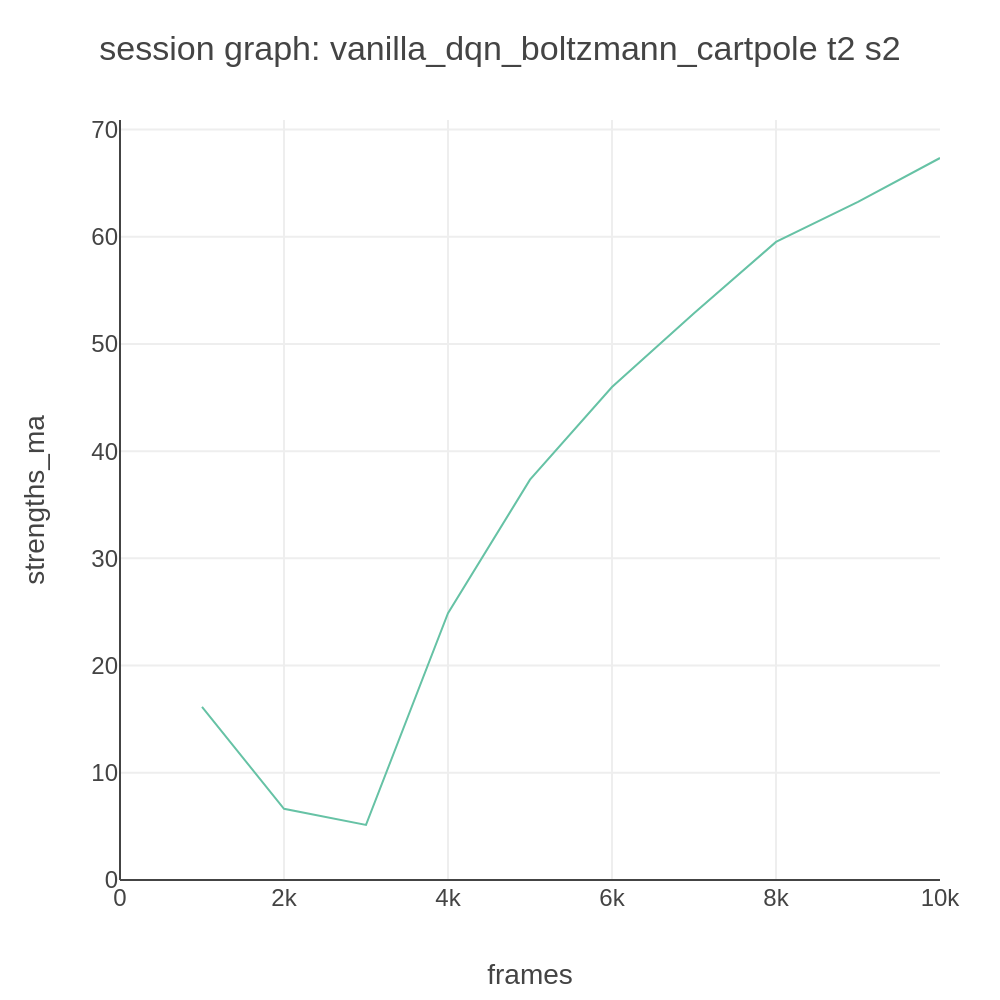 session graph: vanilla_dqn_boltzmann_cartpole t2 s2
70
60
50
40
30
20
10
0
0 2k 4k 6k 8k 10k
strengths_ma
frames